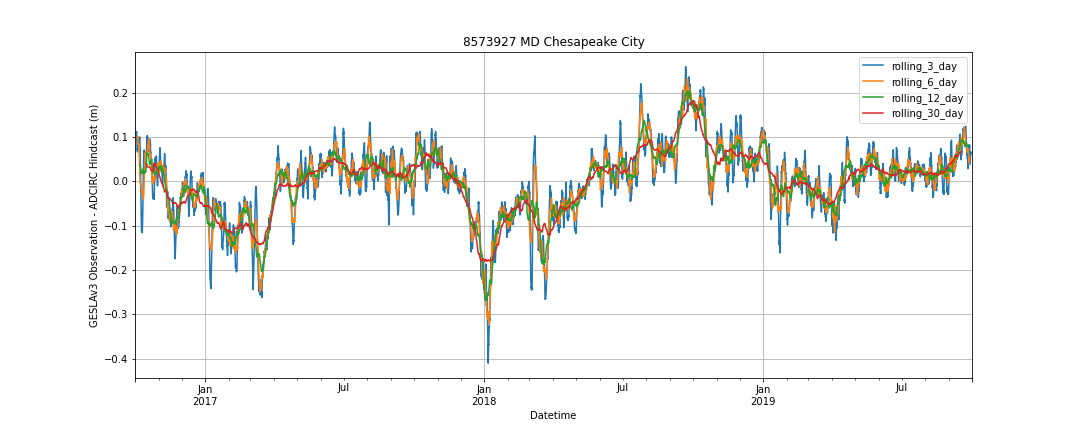 8573927 MD Chesapeake City
GESLAv3 Observation - ADCIRC Hindcast (m)
0.2
0.1
0.0
−0.1
−0.2
−0.3
−0.4
rolling_3_day
rolling_6_day
rolling_12_day
rolling_30_day
Jan
2017
Jul
Jan
2018
Jul
Jan
2019
Jul
Datetime